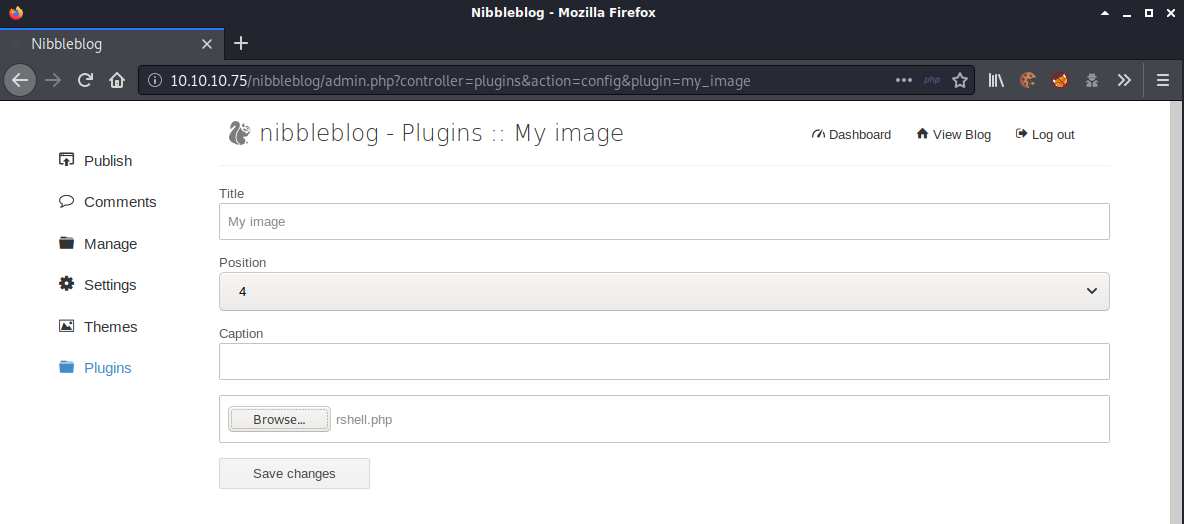 Nibbleblog - Mozilla Firefox
Nibbleblog
10.10.10.75/nibbleblog/admin.php?controller=plugins&action=config&plugin=my_image
php
nibbleblog - Plugins :: My image
Dashboard
View Blog
Log out
Publish
Comments
Manage
Settings
Themes
Plugins
Title
My image
Position
4
Caption
Browse... rshell.php
Save changes